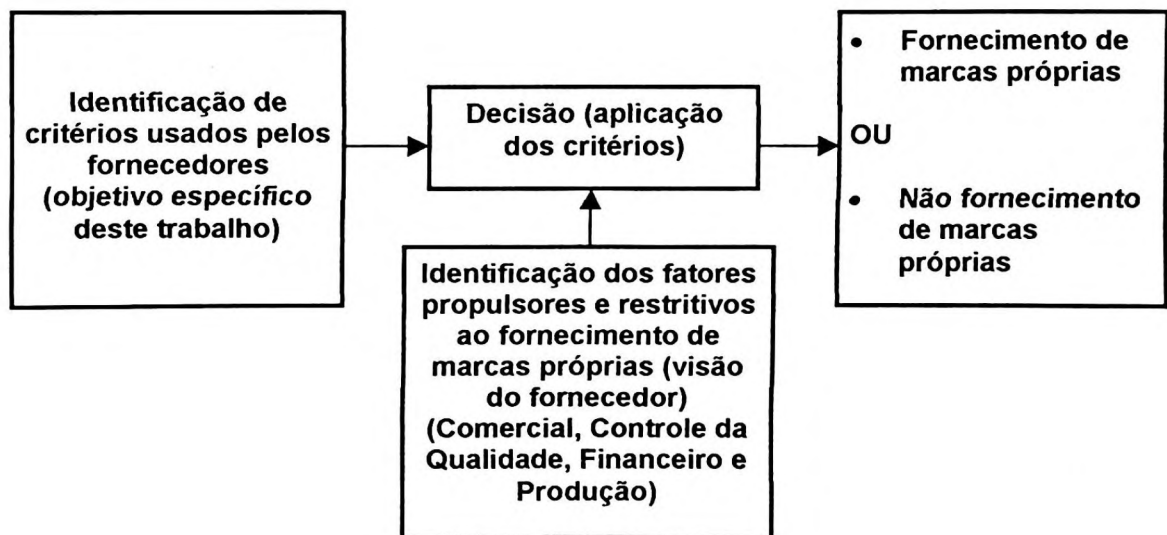 Identificação de
critérios usados pelos
fornecedores
(objetivo específico
deste trabalho)
Decisão (aplicação
dos critérios)
Identificação dos fatores
propulsores e restritivos
ao fornecimento de
marcas próprias (visão
do fornecedor)
(Comercial, Controle da
Qualidade, Financeiro e
Produção)
• Fornecimento de
marcas próprias
OU
• Não fornecimento
de marcas
próprias